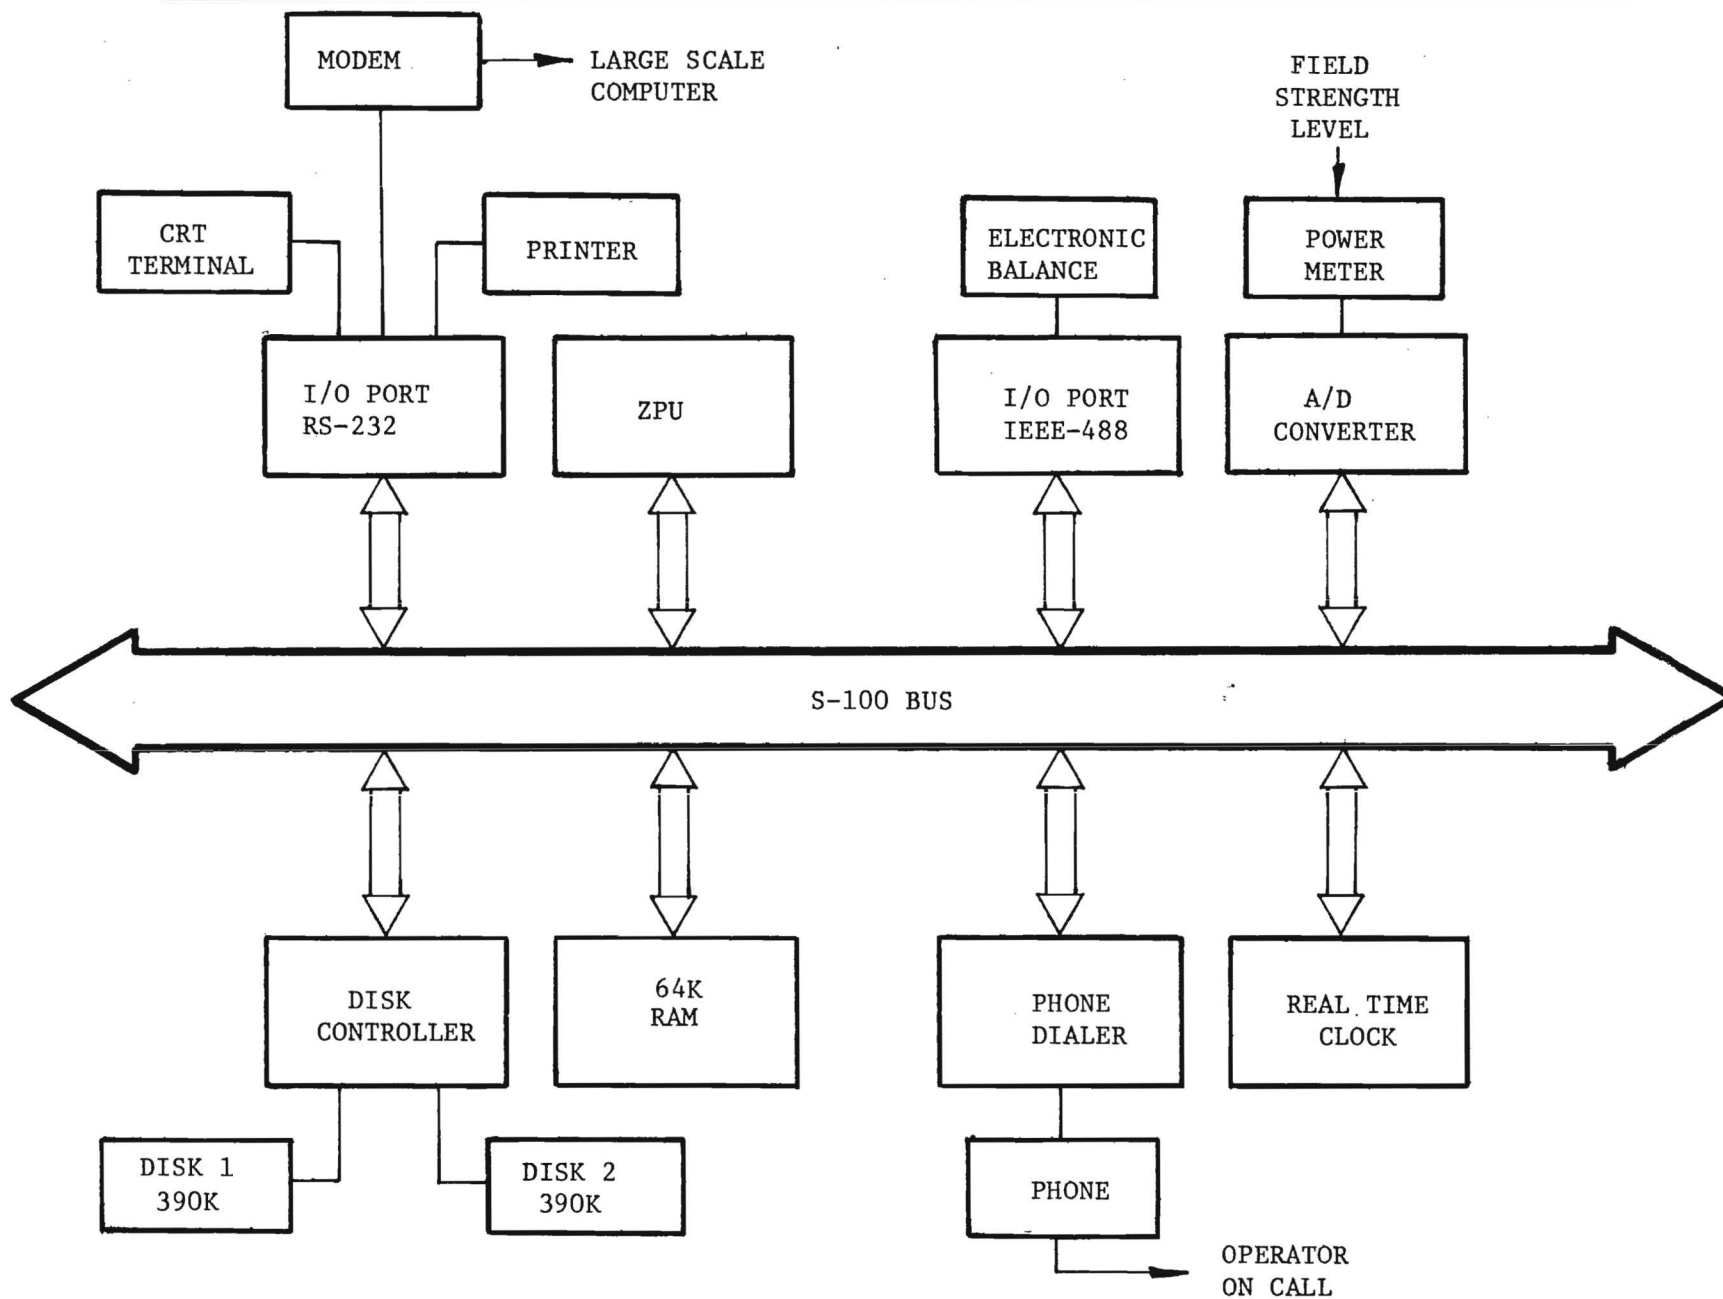 MODEM
LARGE SCALE
COMPUTER
FIELD
STRENGTH
LEVEL
CRT
TERMINAL
PRINTER
ELECTRONIC
BALANCE
POWER
METER
I/O PORT
RS-232
ZPU
I/O PORT
IEEE-488
A/D
CONVERTER
S-100 BUS
DISK
CONTROLLER
64K
RAM
PHONE
DIALER
REAL TIME
CLOCK
DISK 1
390K
DISK 2
390K
PHONE
OPERATOR
ON CALL